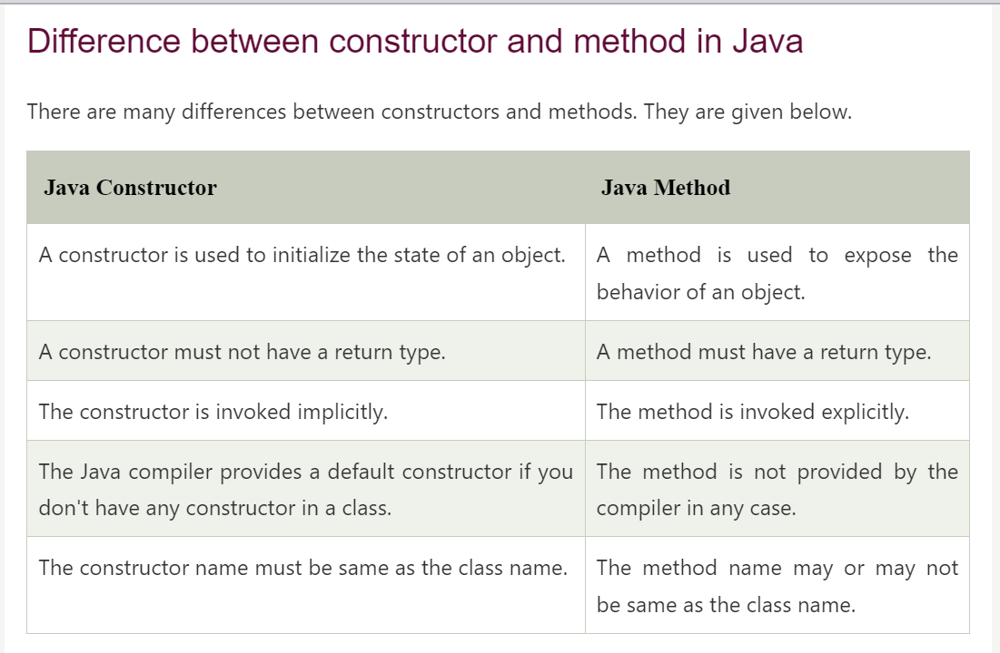 Difference between constructor and method in Java
There are many differences between constructors and methods. They are given below.
Java Constructor
Java Method
A constructor is used to initialize the state of an object.
A method is used to expose the
behavior of an object.
A constructor must not have a return type.
A method must have a return type.
The constructor is invoked implicitly.
The method is invoked explicitly.
The Java compiler provides a default constructor if you
don't have any constructor in a class.
The method is not provided by the
compiler in any case.
The constructor name must be same as the class name.
The method name may or may not
be same as the class name.